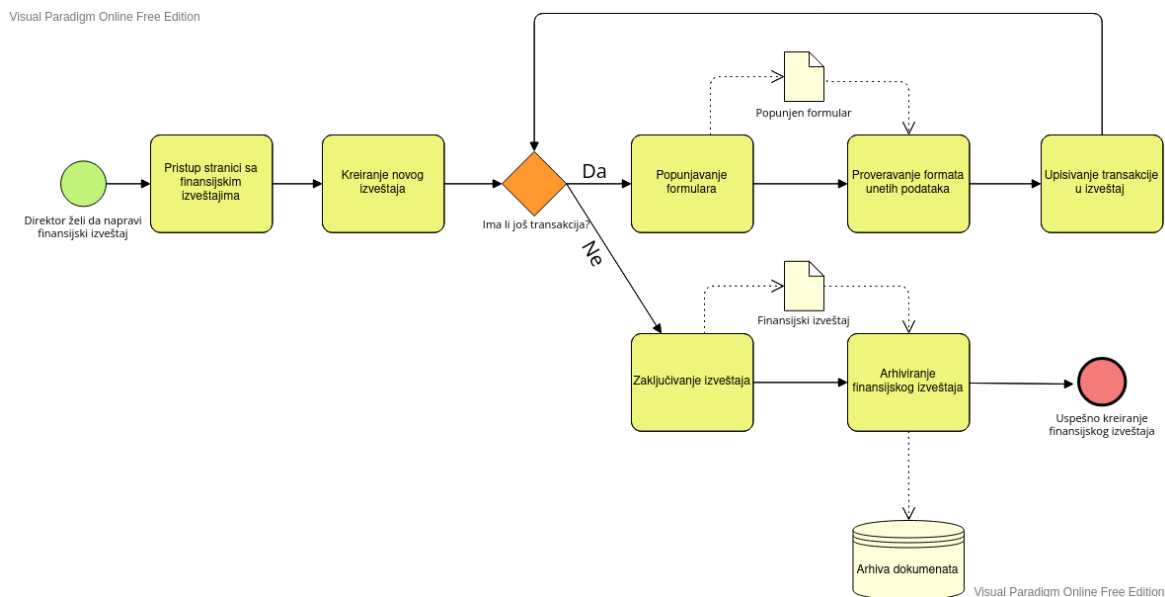 Visual Paradigm Online Free Edition
Direktor želi da napravi
finansijski izveštaj
Pristup stranici sa
finansijskim
izveštajima
Kreiranje novog
izveštaja
Ima li još transakcija?
Da
Ne
Popunjavanje
formulara
Popunjen formular
Proveravanje formata
unetih podataka
Upisivanje transakcije
u izveštaj
Zaključivanje izveštaja
Finansijski izveštaj
Arhiviranje
finansijskog izveštaja
Uspešno kreiranje
finansijskog izveštaja
Arhiva dokumenata
Visual Paradigm Online Free Edition